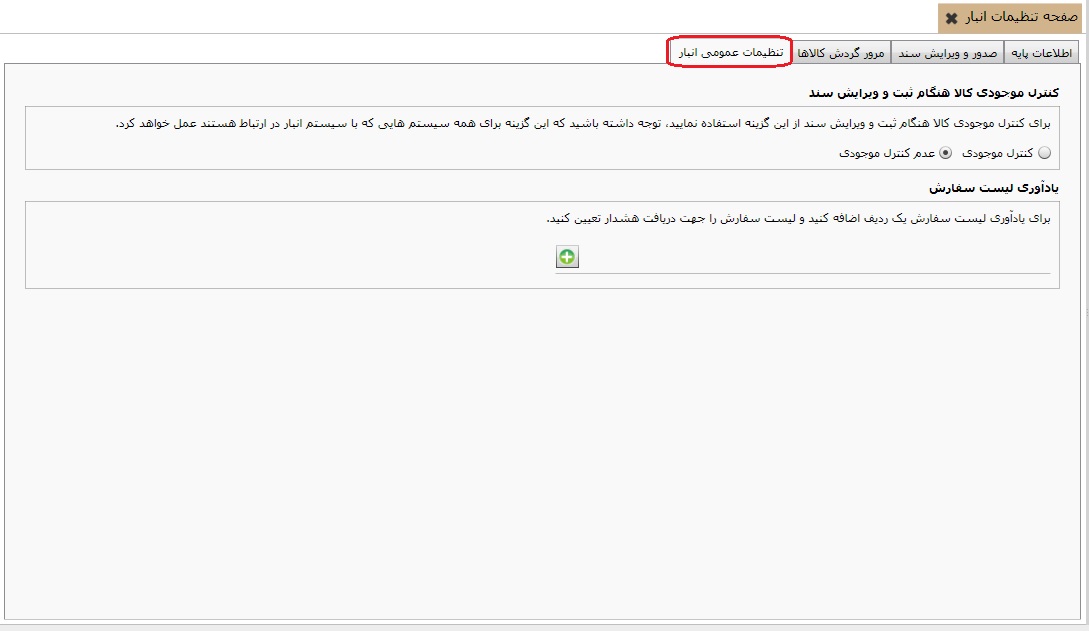 صفحه تنظیمات انبار
اطلاعات پایه
صدور و ویرایش سند
مرور گردش کالاها
تنظیمات عمومی انبار
کنترل موجودی کالا هنگام ثبت و ویرایش سند
برای کنترل موجودی کالا هنگام ثبت و ویرایش سند از این گزینه استفاده نمایید، توجه داشته باشید که این گزینه برای همه سیستم هایی که با سیستم انبار در ارتباط هستند عمل خواهد کرد.
کنترل موجودی
عدم کنترل موجودی
یادآوری لیست سفارش
برای یادآوری لیست سفارش یک ردیف اضافه کنید و لیست سفارش را جهت دریافت هشدار تعیین کنید.